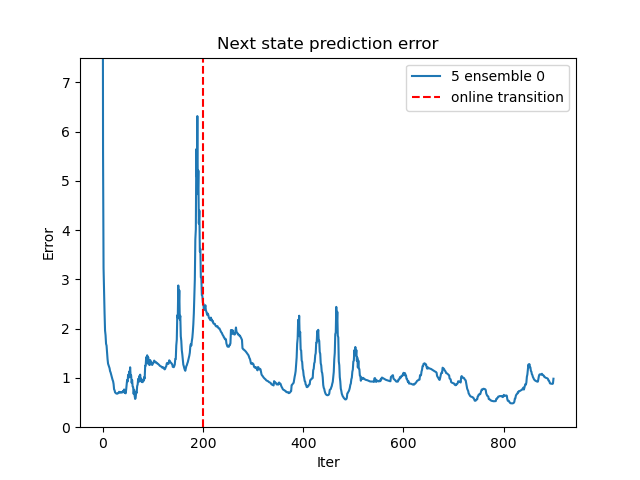 Next state prediction error
5 ensemble 0
online transition
7
6
5
4
3
2
1
0
Error
0 200 400 600 800
Iter